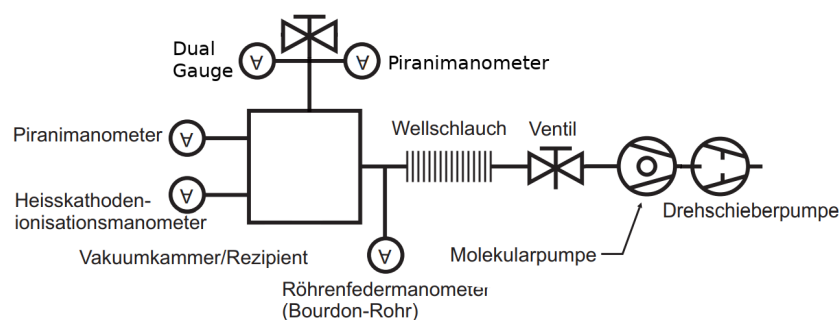 Dual
Gauge
Piranimanometer
Piranimanometer
Wellschlauch
Ventil
Heisskathoden-
ionisationsmanometer
Drehschieberpumpe
Vakuumkammer/Rezipient
Molekularpumpe
Röhrenfedermanometer
(Bourdon-Rohr)